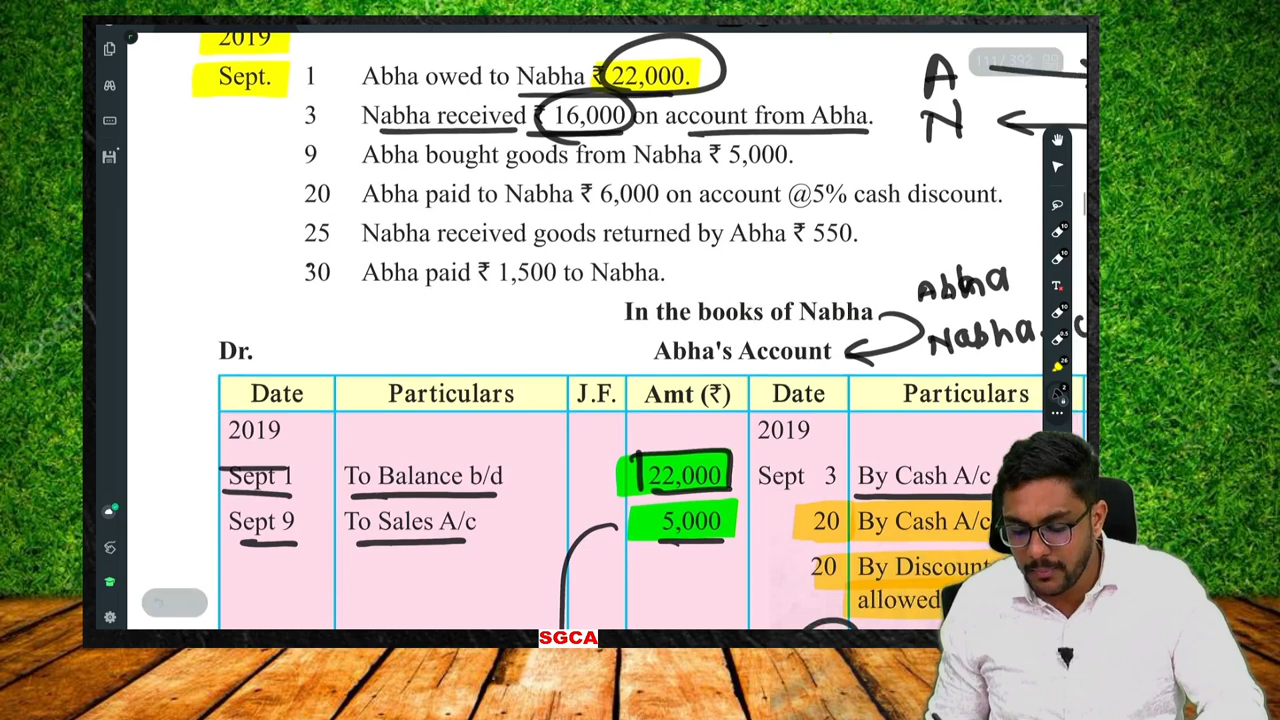 2019
Sept. 1 Abha owed to Nabha ₹ 22,000.
3 Nabha received ₹ 16,000 on account from Abha.
9 Abha bought goods from Nabha ₹ 5,000.
20 Abha paid to Nabha ₹ 6,000 on account @5% cash discount.
25 Nabha received goods returned by Abha ₹ 550.
30 Abha paid ₹ 1,500 to Nabha.
A
N
In the books of Nabha
Abha
Nabha
Dr. Abha's Account
Date Particulars J.F. Amt (₹) Date Particulars
2019 2019
Sept 1 To Balance b/d 22,000 Sept 3 By Cash A/c
Sept 9 To Sales A/c 5,000 20 By Cash A/c
20 By Discount
allowed
SGCA